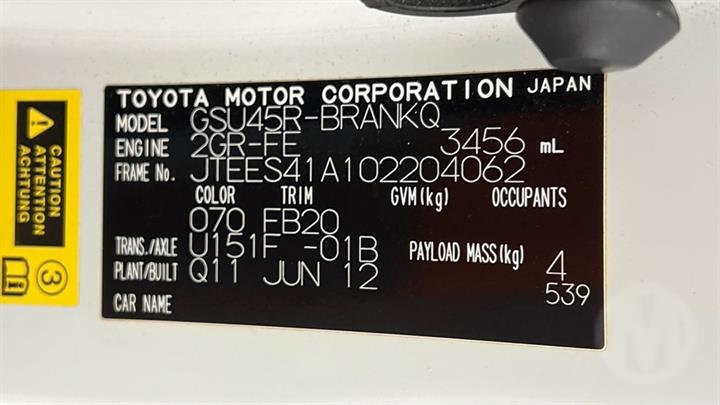 TOYOTA MOTOR CORPORATION JAPAN
MODEL GSU45R-BRANKQ
ENGINE 2GR-FE 3456 mL
FRAME No. JTEES41A102204062
COLOR TRIM GVM(kg) OCCUPANTS
070 FB20
TRANS./AXLE U151F -01B PAYLOAD MASS(kg) 4
PLANT/BUILT Q11 JUN 12 539
CAR NAME
CAUTION
ATTENTION
ACHTUNG
3
M